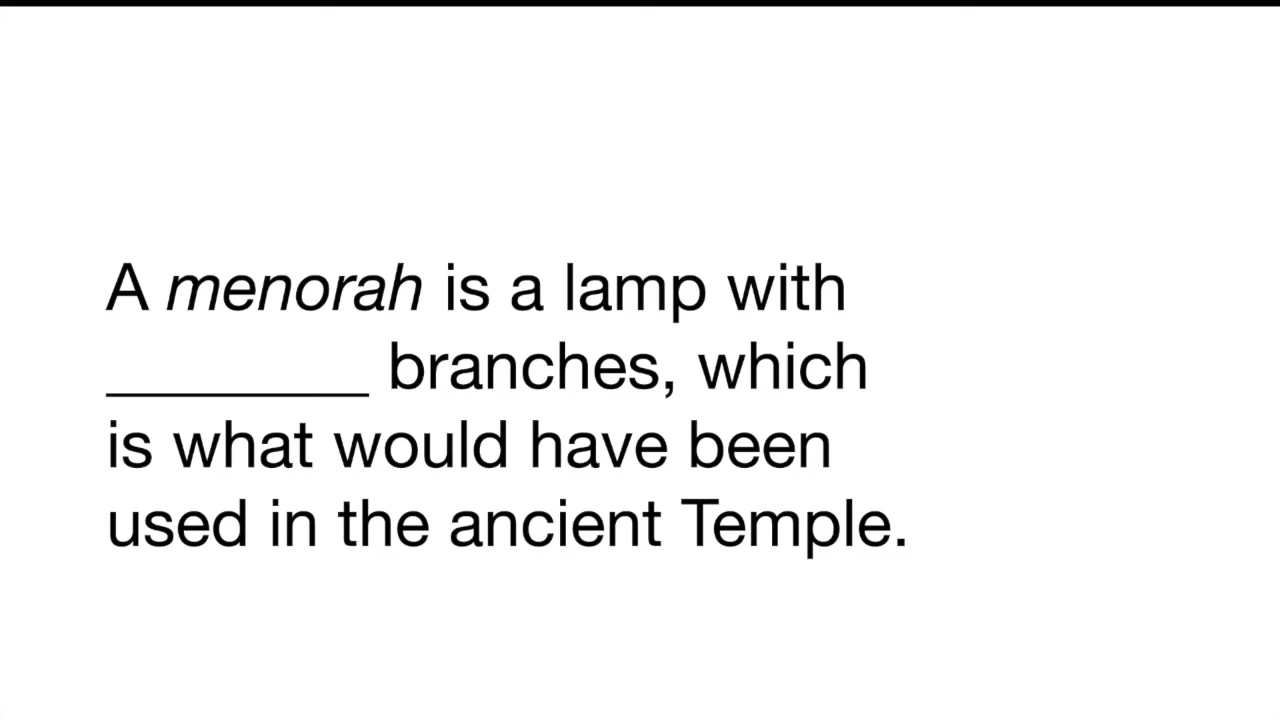 A menorah is a lamp with
________ branches, which
is what would have been
used in the ancient Temple.